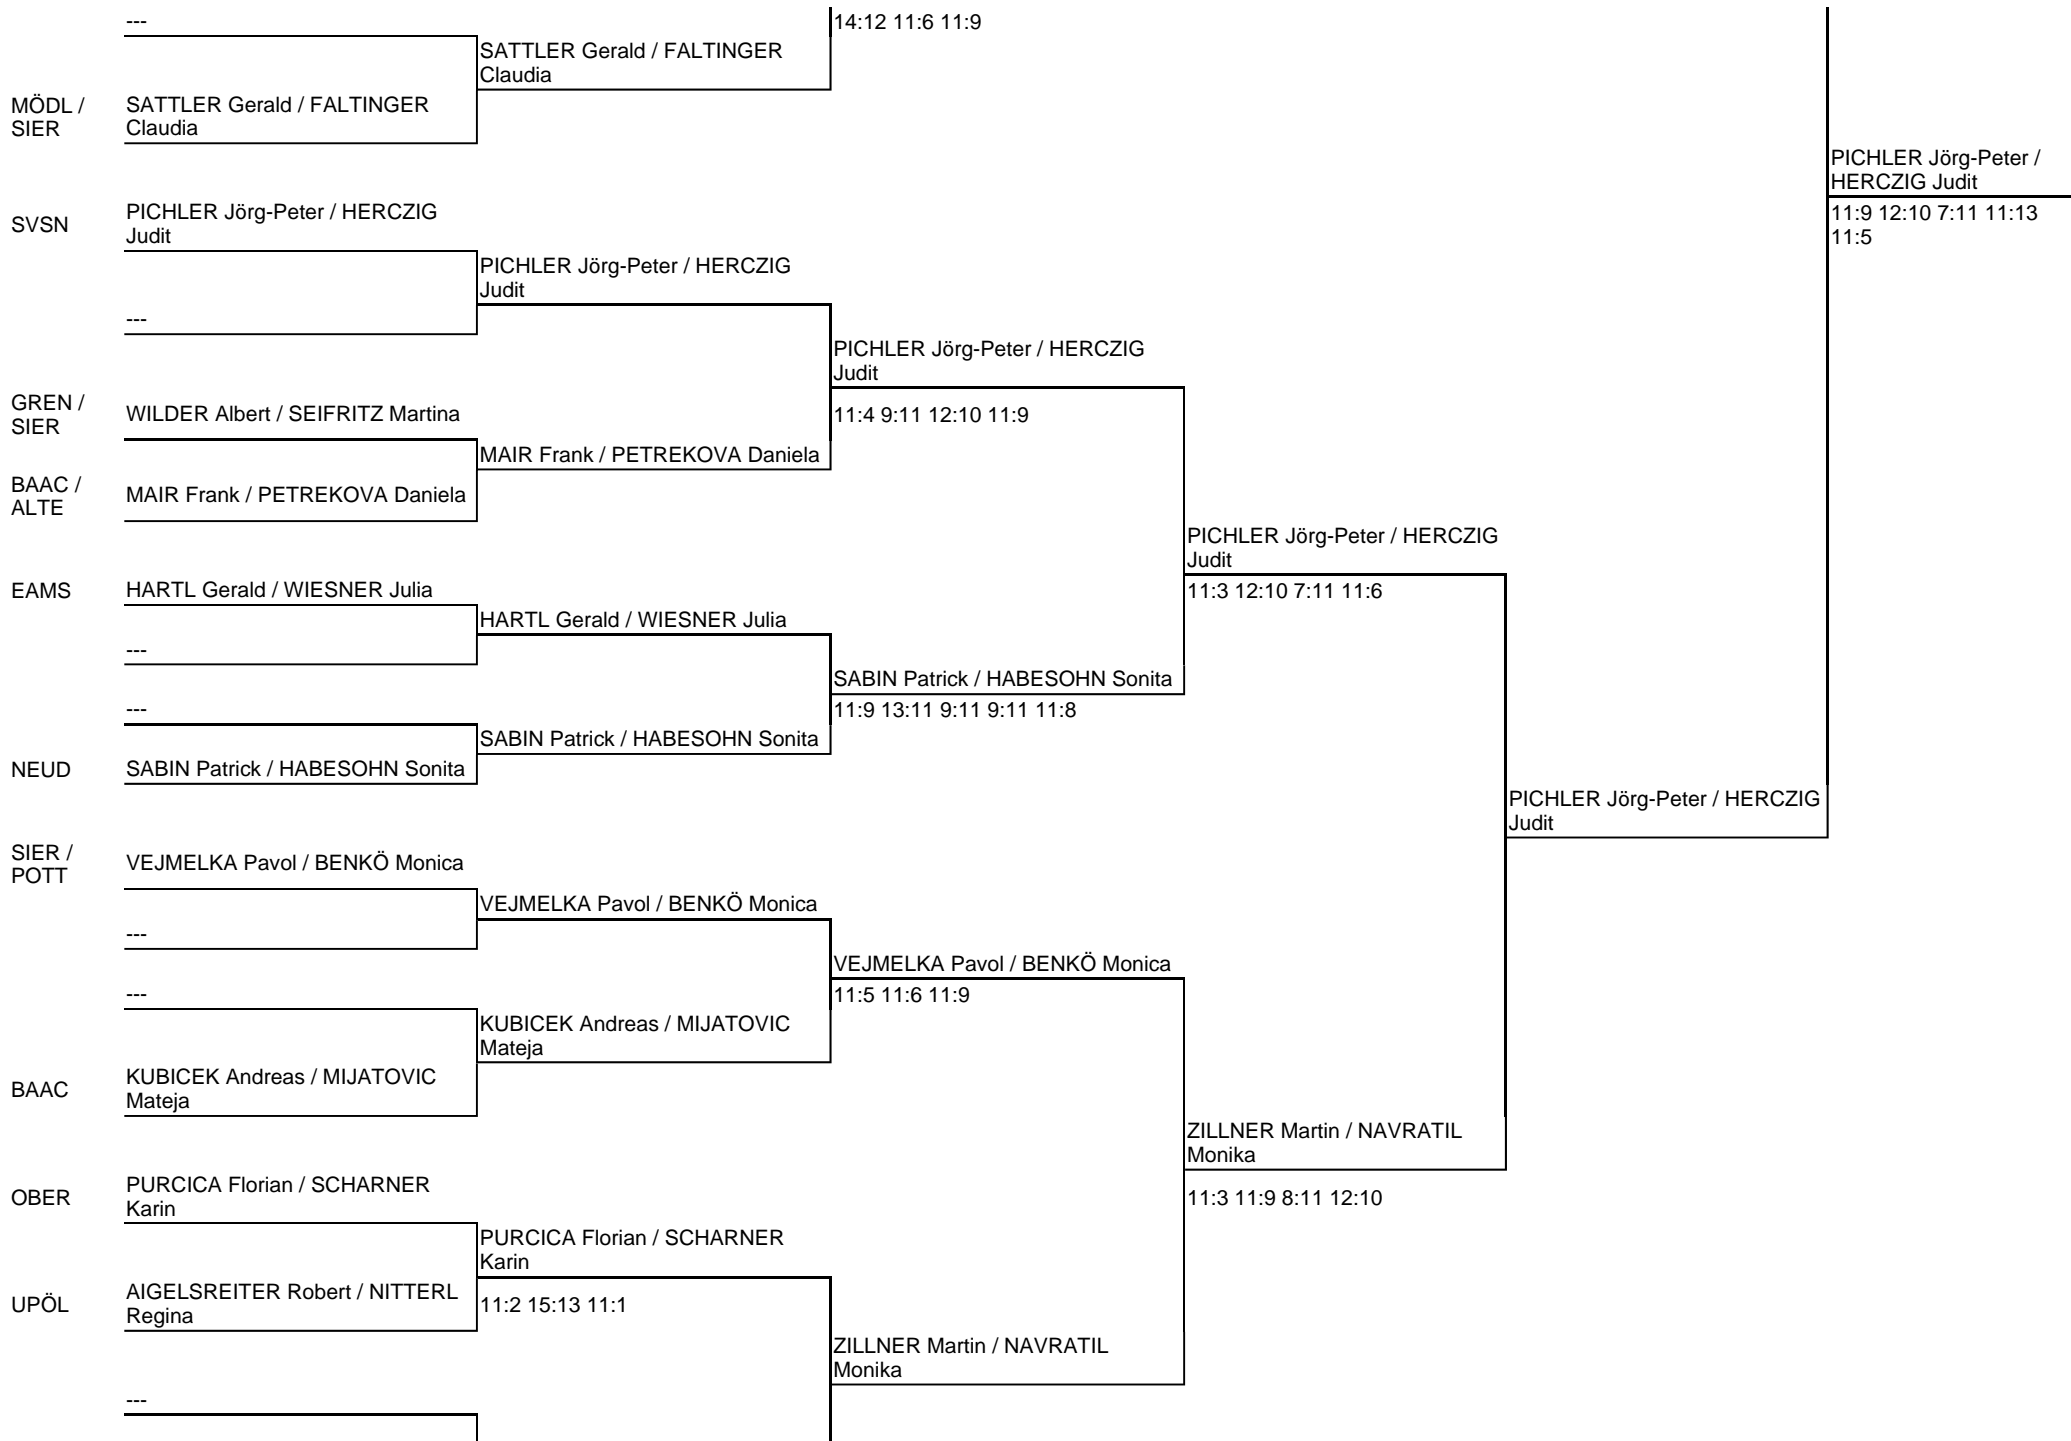 ---
14:12 11:6 11:9
SATTLER Gerald / FALTINGER
Claudia
MÖDL /
SIER
SATTLER Gerald / FALTINGER
Claudia
PICHLER Jörg-Peter /
HERCZIG Judit
11:9 12:10 7:11 11:13
11:5
SVSN
PICHLER Jörg-Peter / HERCZIG
Judit
PICHLER Jörg-Peter / HERCZIG
Judit
---
PICHLER Jörg-Peter / HERCZIG
Judit
11:4 9:11 12:10 11:9
GREN /
SIER
WILDER Albert / SEIFRITZ Martina
MAIR Frank / PETREKOVA Daniela
BAAC /
ALTE
MAIR Frank / PETREKOVA Daniela
PICHLER Jörg-Peter / HERCZIG
Judit
11:3 12:10 7:11 11:6
EAMS
HARTL Gerald / WIESNER Julia
HARTL Gerald / WIESNER Julia
---
SABIN Patrick / HABESOHN Sonita
11:9 13:11 9:11 9:11 11:8
---
SABIN Patrick / HABESOHN Sonita
NEUD
SABIN Patrick / HABESOHN Sonita
PICHLER Jörg-Peter / HERCZIG
Judit
SIER /
POTT
VEJMELKA Pavol / BENKÖ Monica
VEJMELKA Pavol / BENKÖ Monica
---
VEJMELKA Pavol / BENKÖ Monica
11:5 11:6 11:9
---
KUBICEK Andreas / MIJATOVIC
Mateja
BAAC
KUBICEK Andreas / MIJATOVIC
Mateja
ZILLNER Martin / NAVRATIL
Monika
11:3 11:9 8:11 12:10
OBER
PURCICA Florian / SCHARNER
Karin
PURCICA Florian / SCHARNER
Karin
11:2 15:13 11:1
UPÖL
AIGELSREITER Robert / NITTERL
Regina
ZILLNER Martin / NAVRATIL
Monika
---